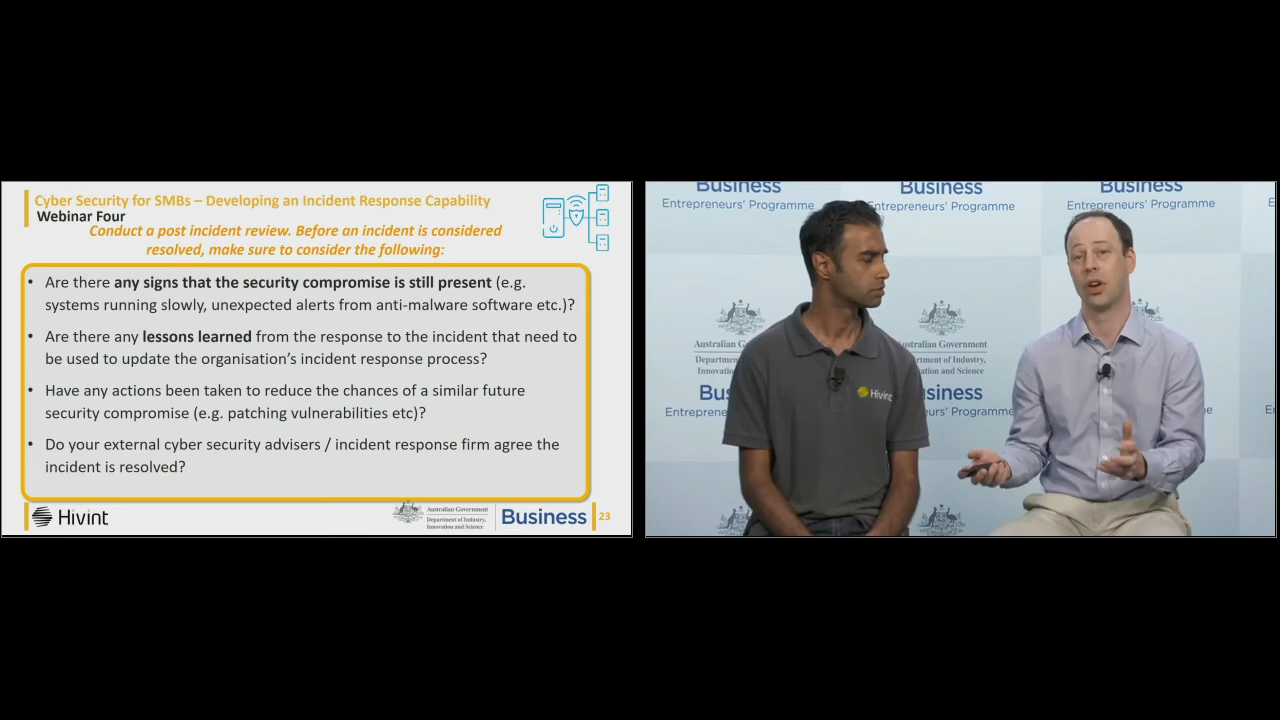 Cyber Security for SMBs – Developing an Incident Response Capability
Webinar Four
Conduct a post incident review. Before an incident is considered
resolved, make sure to consider the following:
• Are there any signs that the security compromise is still present (e.g.
systems running slowly, unexpected alerts from anti-malware software etc.)?
• Are there any lessons learned from the response to the incident that need to
be used to update the organisation’s incident response process?
• Have any actions been taken to reduce the chances of a similar future
security compromise (e.g. patching vulnerabilities etc)?
• Do your external cyber security advisers / incident response firm agree the
incident is resolved?
Hivint
Australian Government
Department of Industry,
Innovation and Science
Business
23
Business
Entrepreneurs' Programme
Business
Entrepreneurs' Programme
Business
Entrepreneurs' Programme
Australian
Department
Innovation
Australian Government
Department of Industry,
Innovation and Science
Entrepreneurs' Programme
Hivint